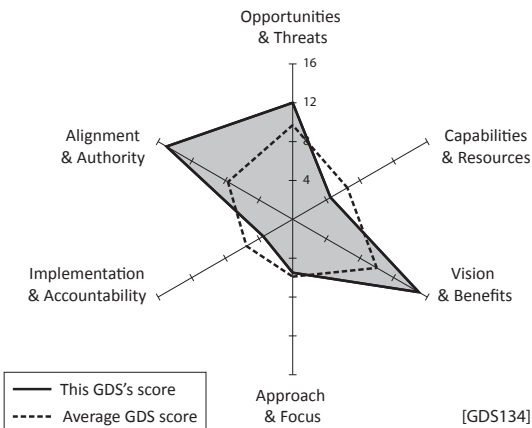 Opportunities
& Threats
16
12
8
4
Alignment
& Authority
Capabilities
& Resources
Implementation
& Accountability
Vision
& Benefits
Approach
& Focus
This GDS's score
Average GDS score
[GDS134]